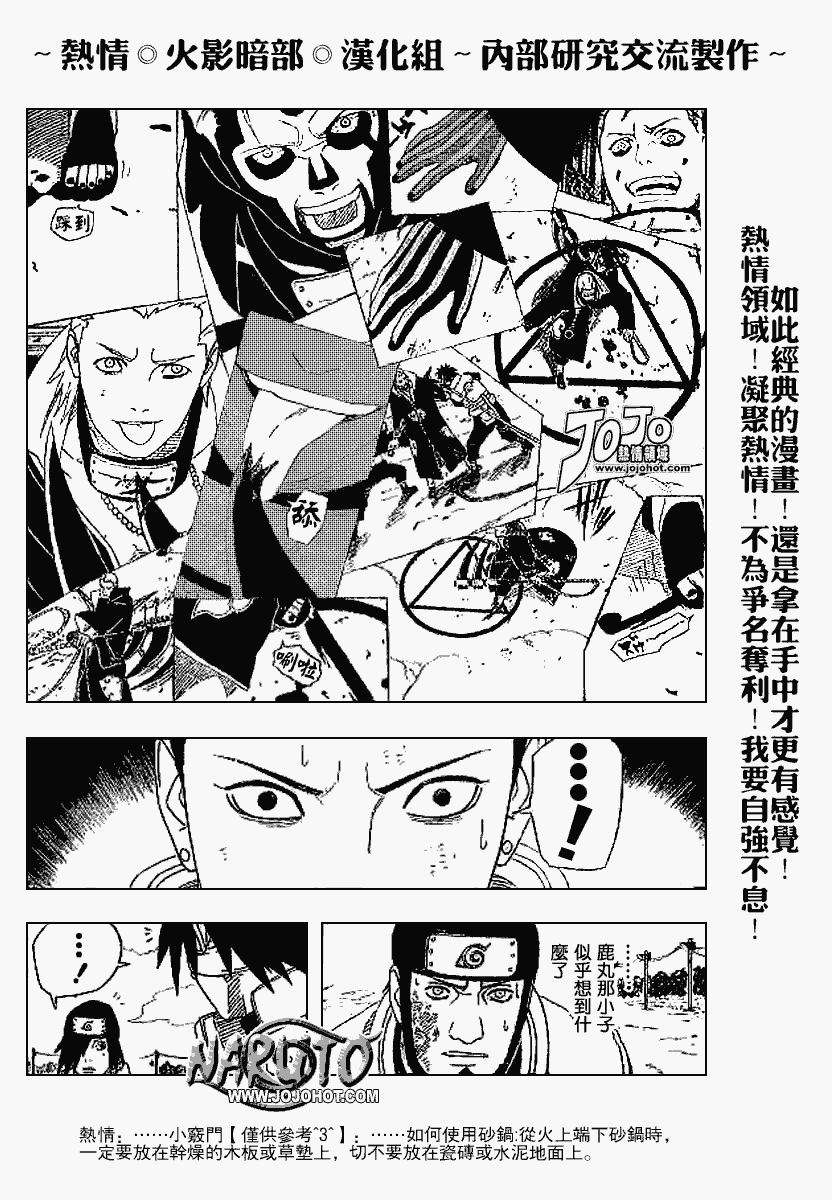 ~熱情◎火影暗部◎漢化組~內部研究交流製作~
如此經典的漫畫！還是拿在手中才更有感覺！
熱情領域！凝聚熱情！不為爭名奪利！我要自強不息！
踩到
JOJO
熱情領域
www.jojohot.com
舔
唰啦
…!
……
鹿丸那小子
似乎想到什
麼了
…!
NARUTO
WWW.JOJOHOT.COM
熱情：……小竅門【僅供參考^3^】：……如何使用砂鍋:從火上端下砂鍋時，
一定要放在幹燥的木板或草墊上，切不要放在瓷磚或水泥地面上。